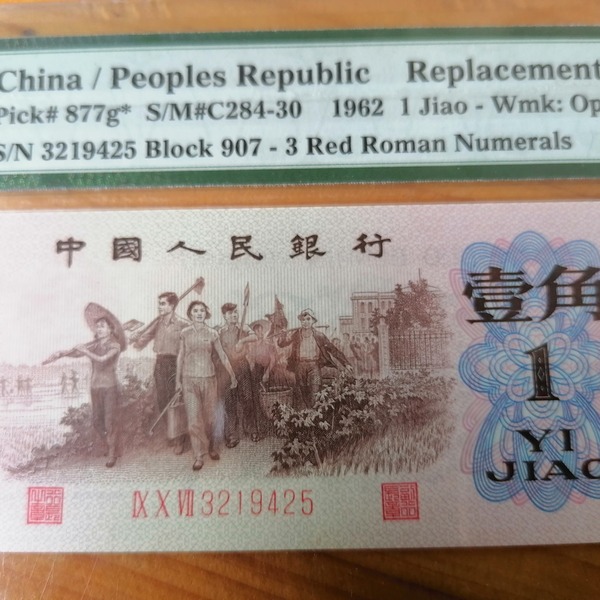 China / Peoples Republic Replacement
Pick# 877g* S/M#C284-30 1962 1 Jiao - Wmk: Op
S/N 3219425 Block 907 - 3 Red Roman Numerals
中國人民銀行
壹角
1
YI
JIAO
Ⅸ Ⅹ Ⅶ 3219425